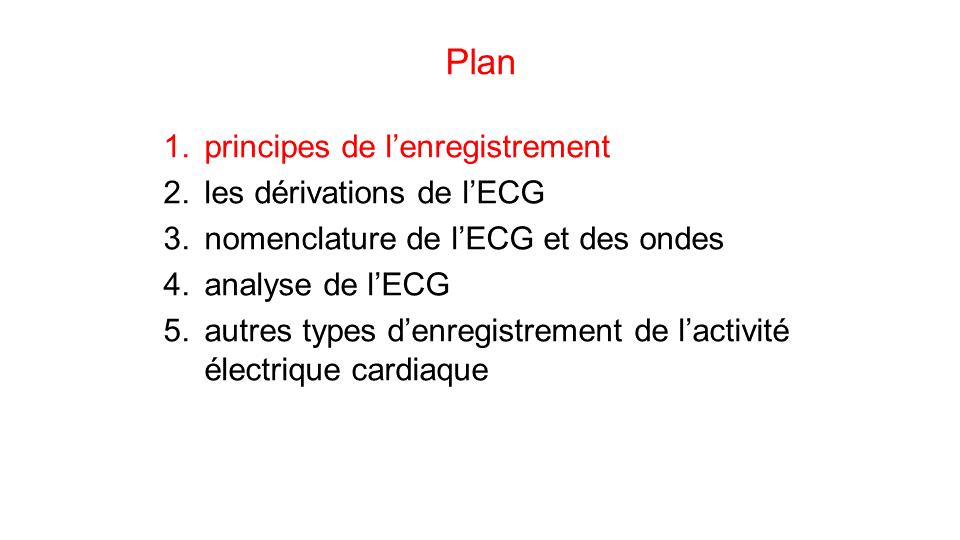 Plan
1. principes de l’enregistrement
2. les dérivations de l’ECG
3. nomenclature de l’ECG et des ondes
4. analyse de l’ECG
5. autres types d’enregistrement de l’activité
électrique cardiaque